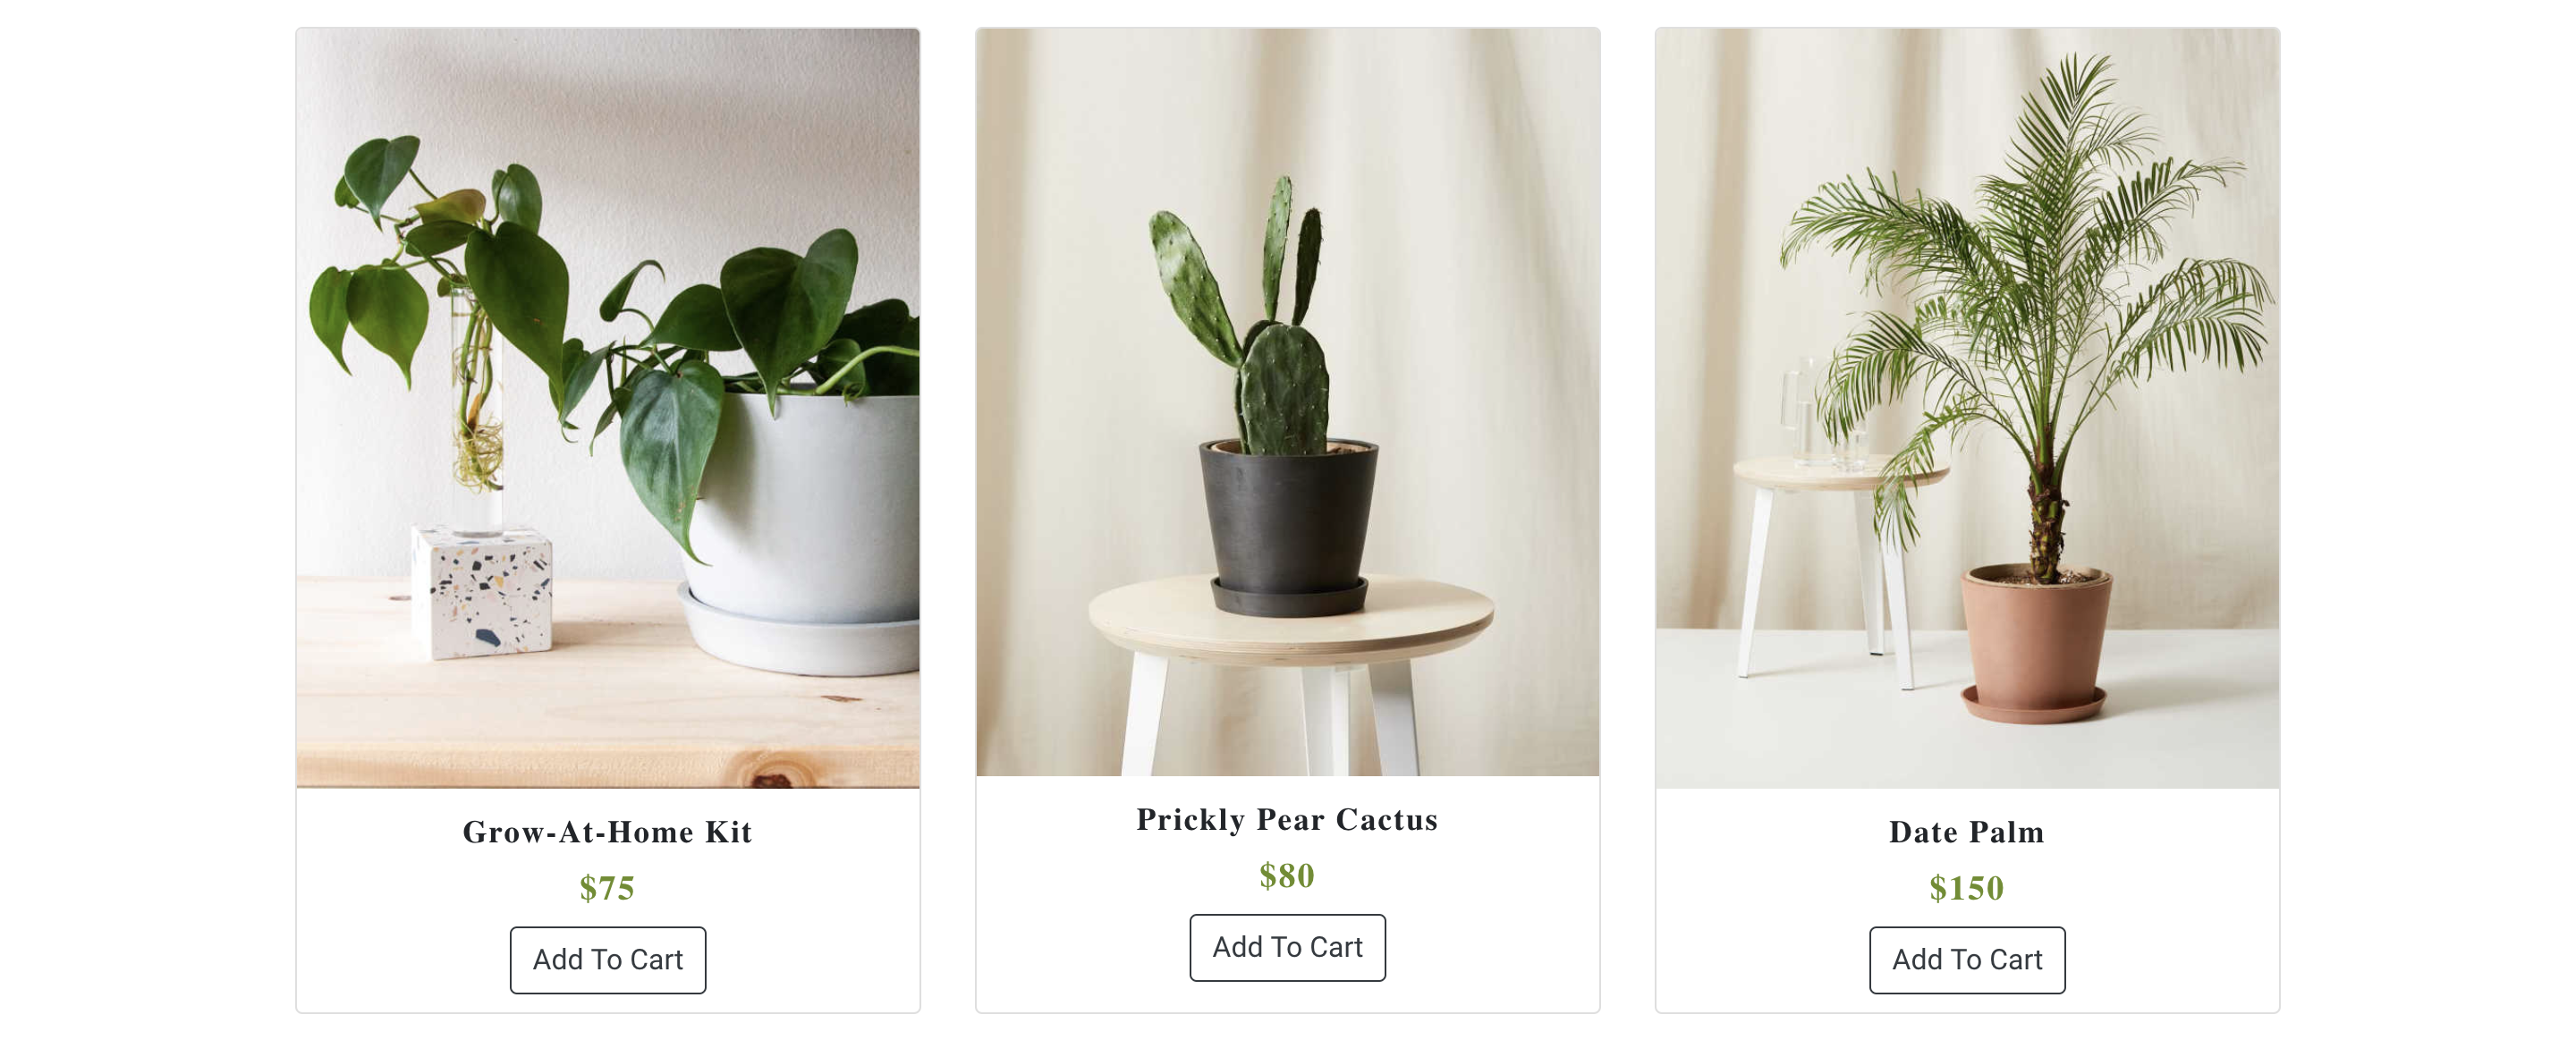 Grow-At-Home Kit
$75
Add To Cart
Prickly Pear Cactus
$80
Add To Cart
Date Palm
$150
Add To Cart